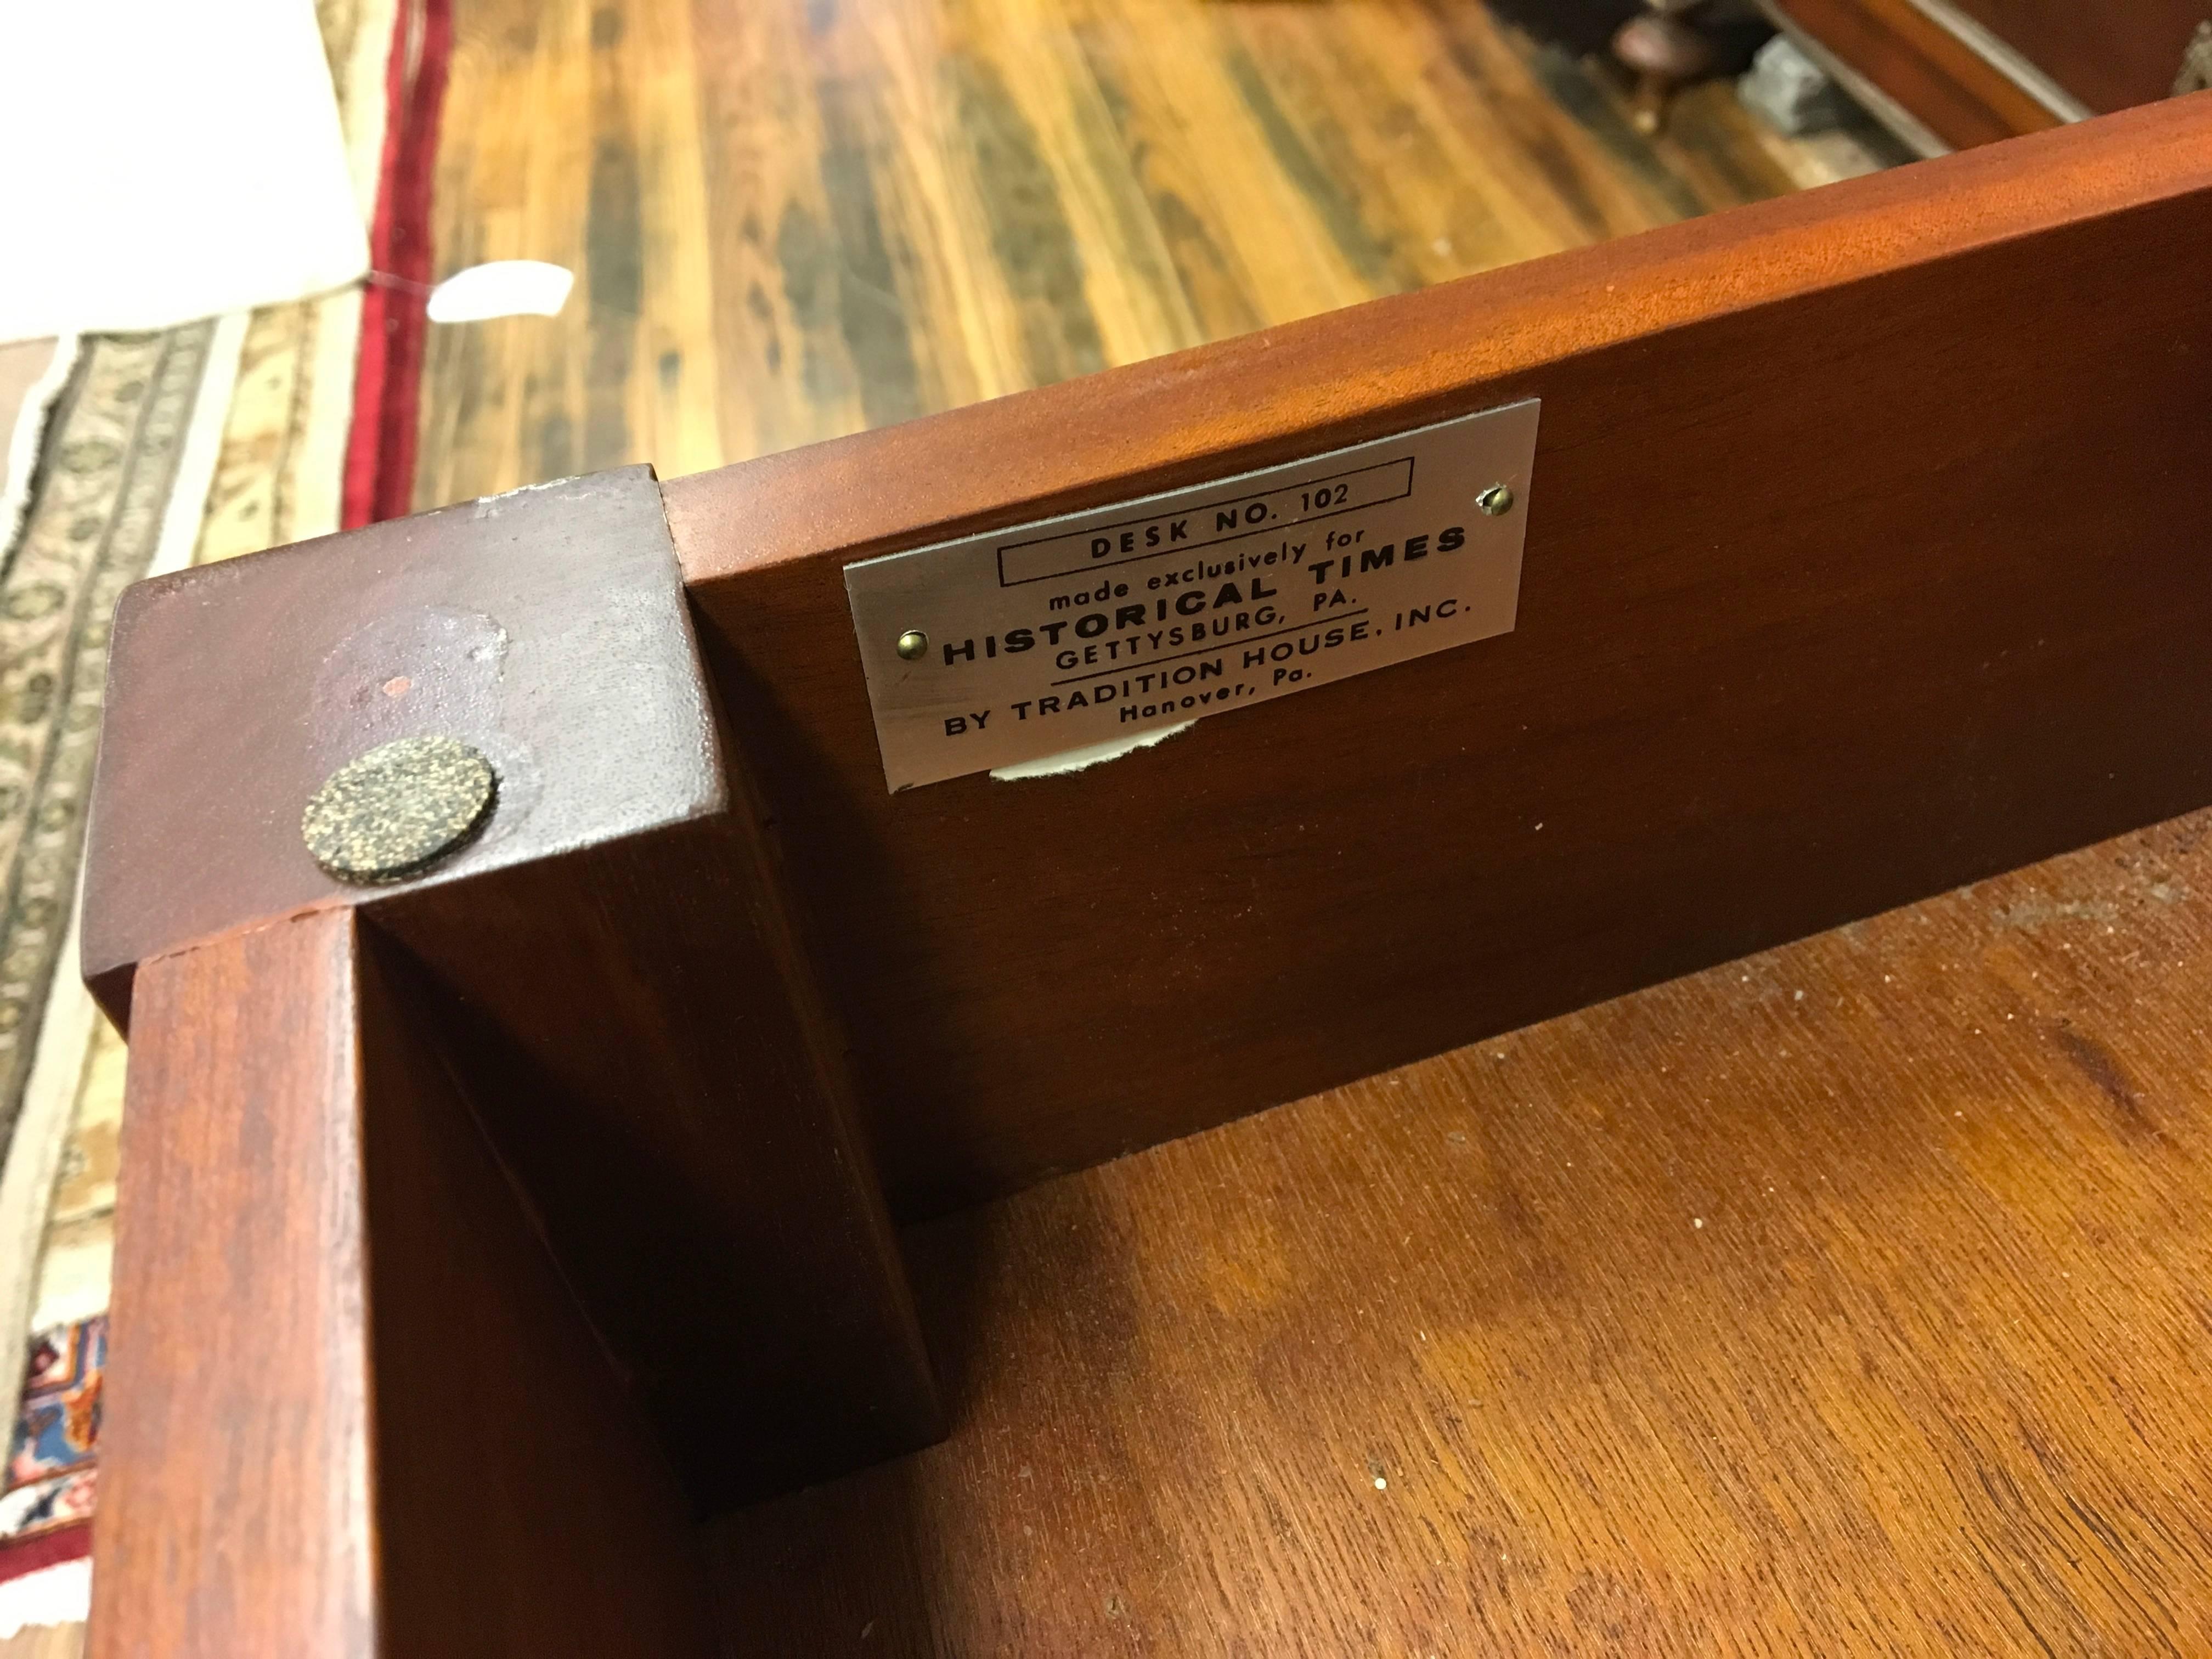 DESK NO. 102
made exclusively for
HISTORICAL TIMES
GETTYSBURG, PA.
BY TRADITION HOUSE, INC.
Hanover, Pa.